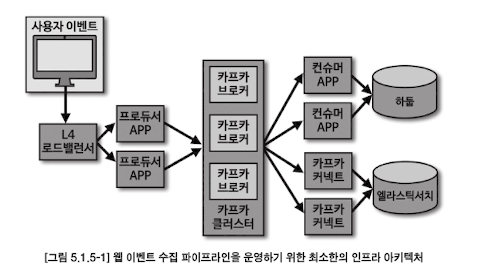 사용자 이벤트
L4
로드밸런서
프로듀서
APP
프로듀서
APP
카프카
브로커
카프카
브로커
카프카
브로커
카프카
클러스터
컨슈머
APP
컨슈머
APP
카프카
커넥트
카프카
커넥트
하둡
엘라스틱서치
[그림 5.1.5-1] 웹 이벤트 수집 파이프라인을 운영하기 위한 최소한의 인프라 아키텍처